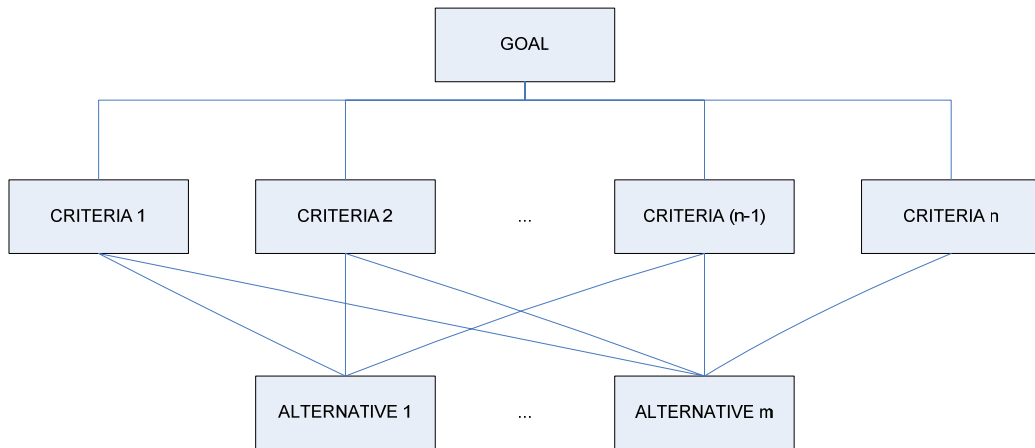 GOAL
CRITERIA 1
CRITERIA 2
...
CRITERIA (n-1)
CRITERIA n
ALTERNATIVE 1
...
ALTERNATIVE m